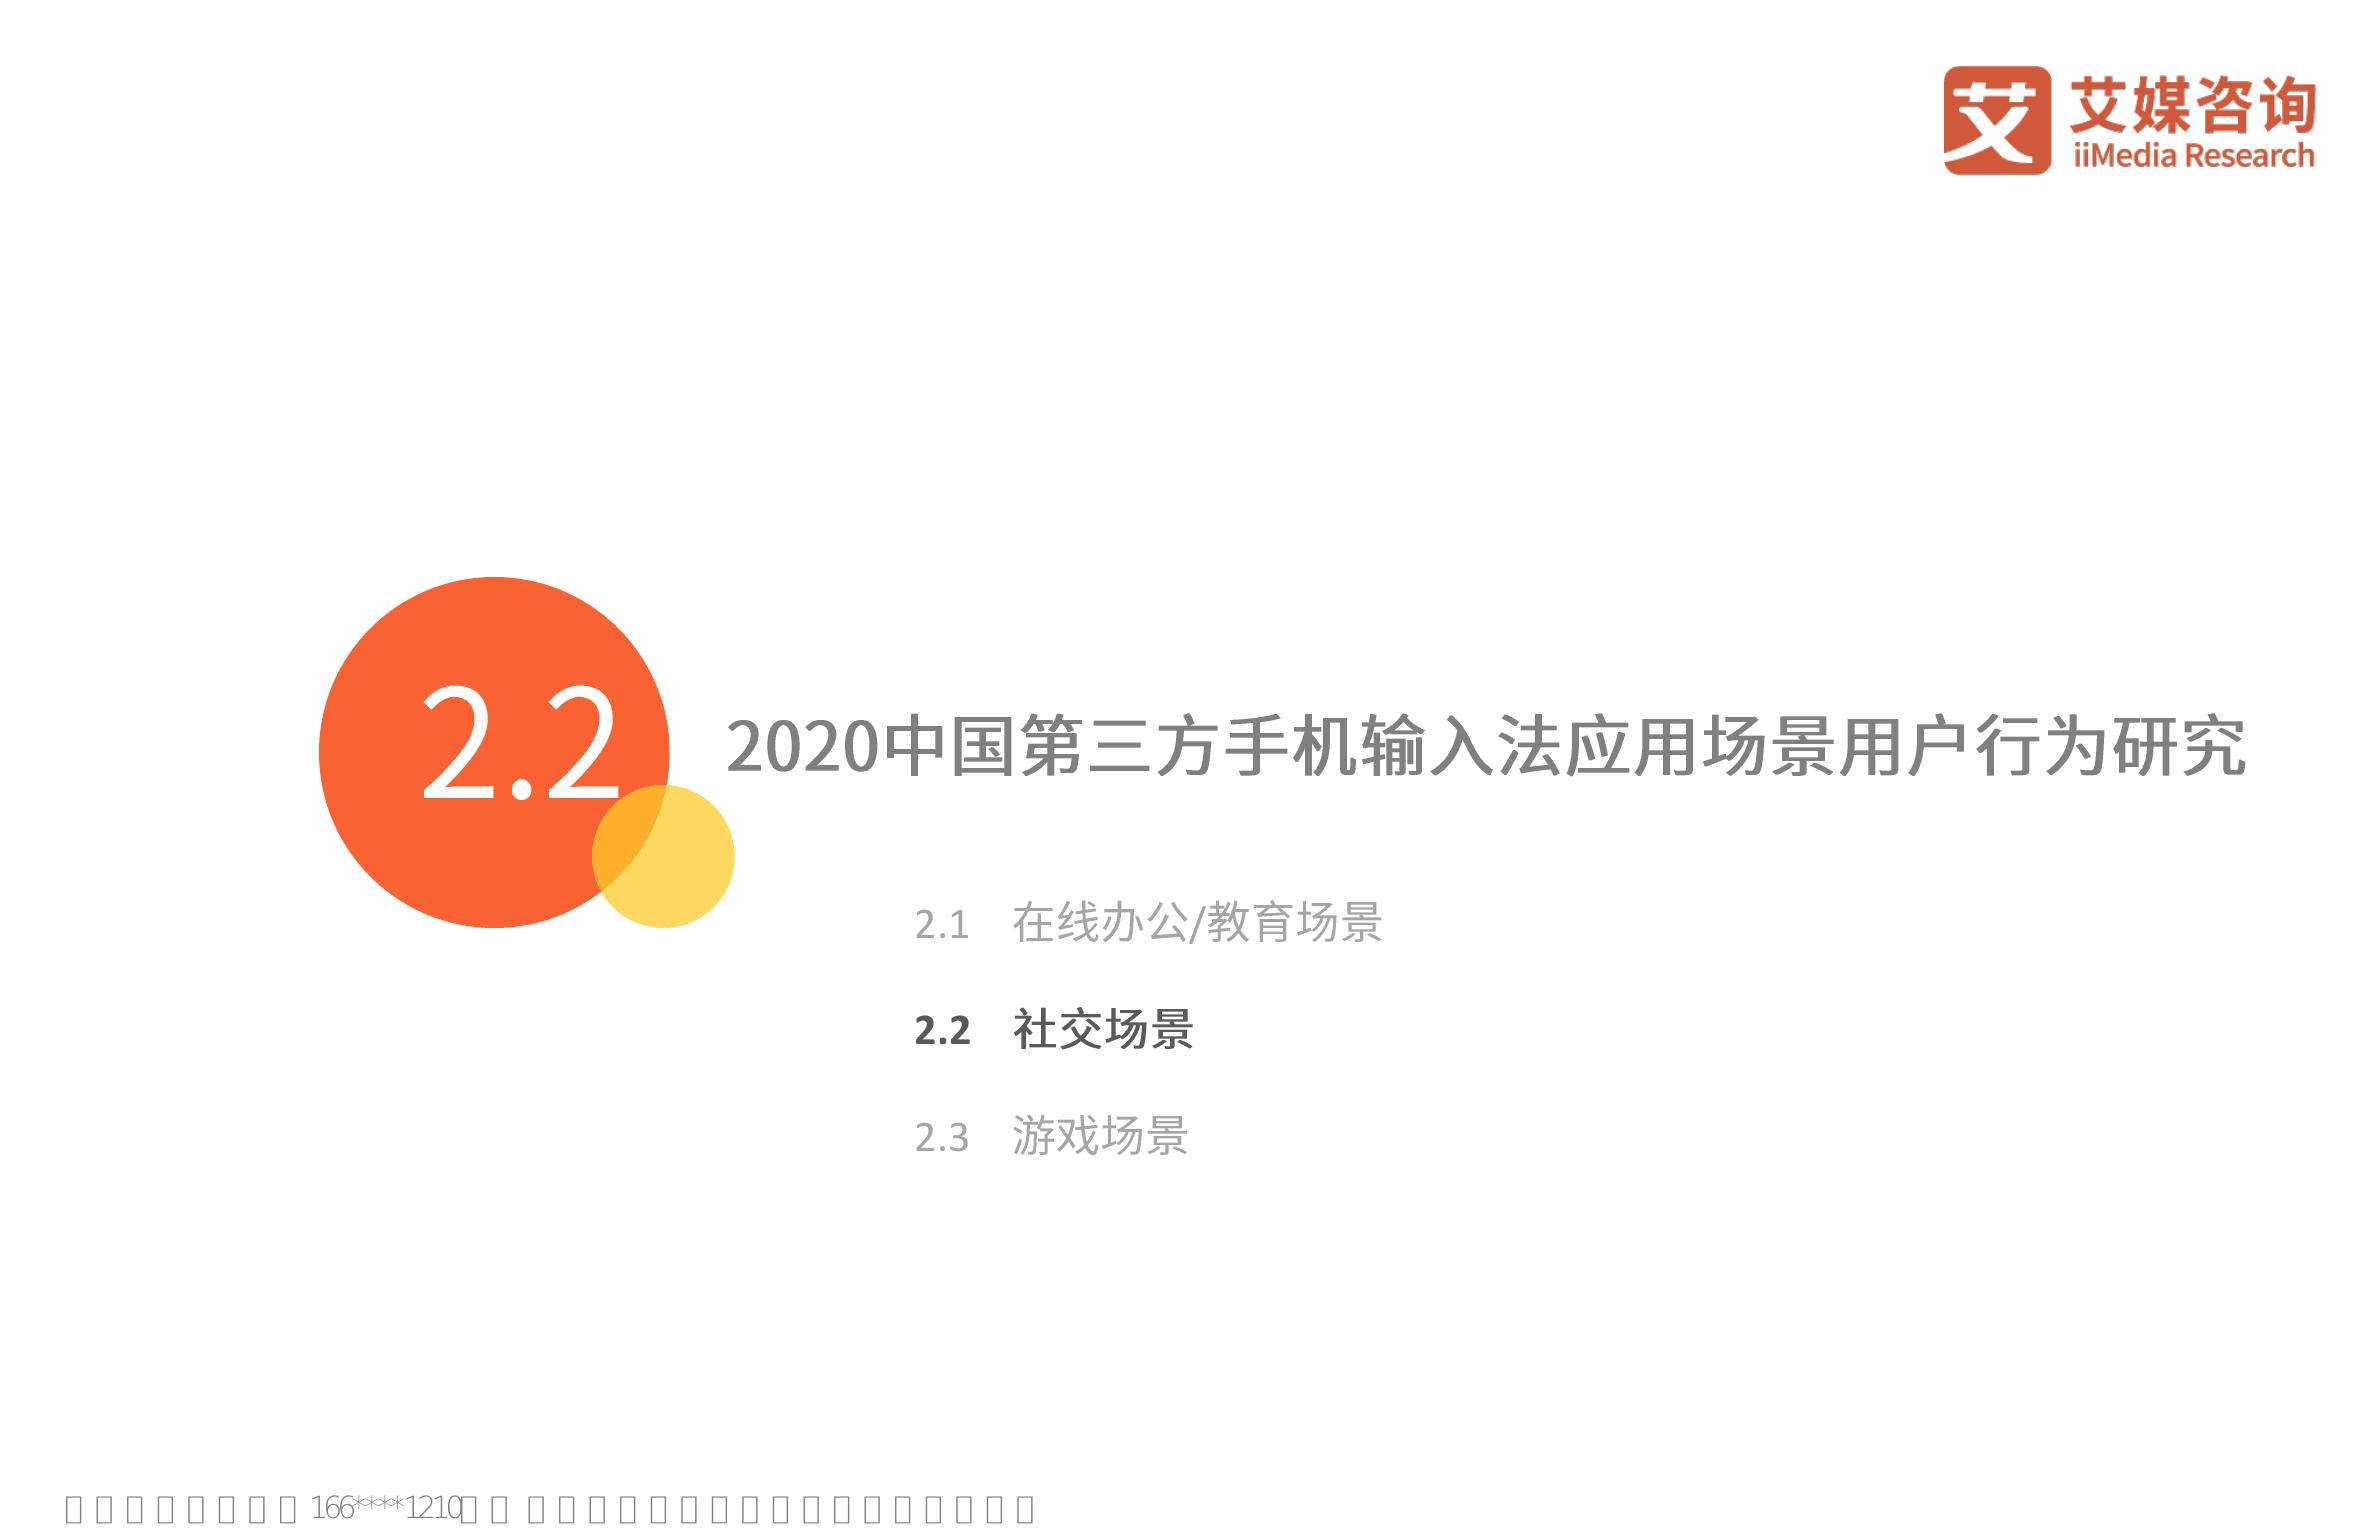 艾 艾媒咨询
iiMedia Research
2.2
2020中国第三方手机输入法应用场景用户行为研究
2.1 在线办公/教育场景
2.2 社交场景
2.3 游戏场景
166****1210